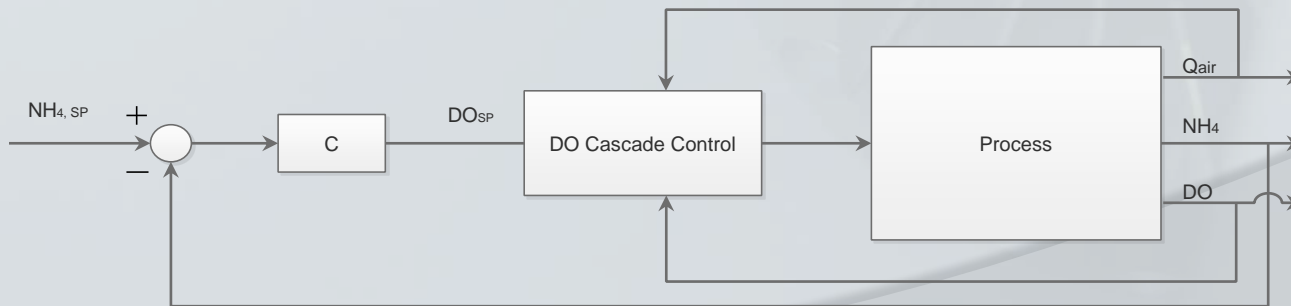 Qair
NH4, SP
+
DOSP
NH4
C
DO Cascade Control
Process
−
DO